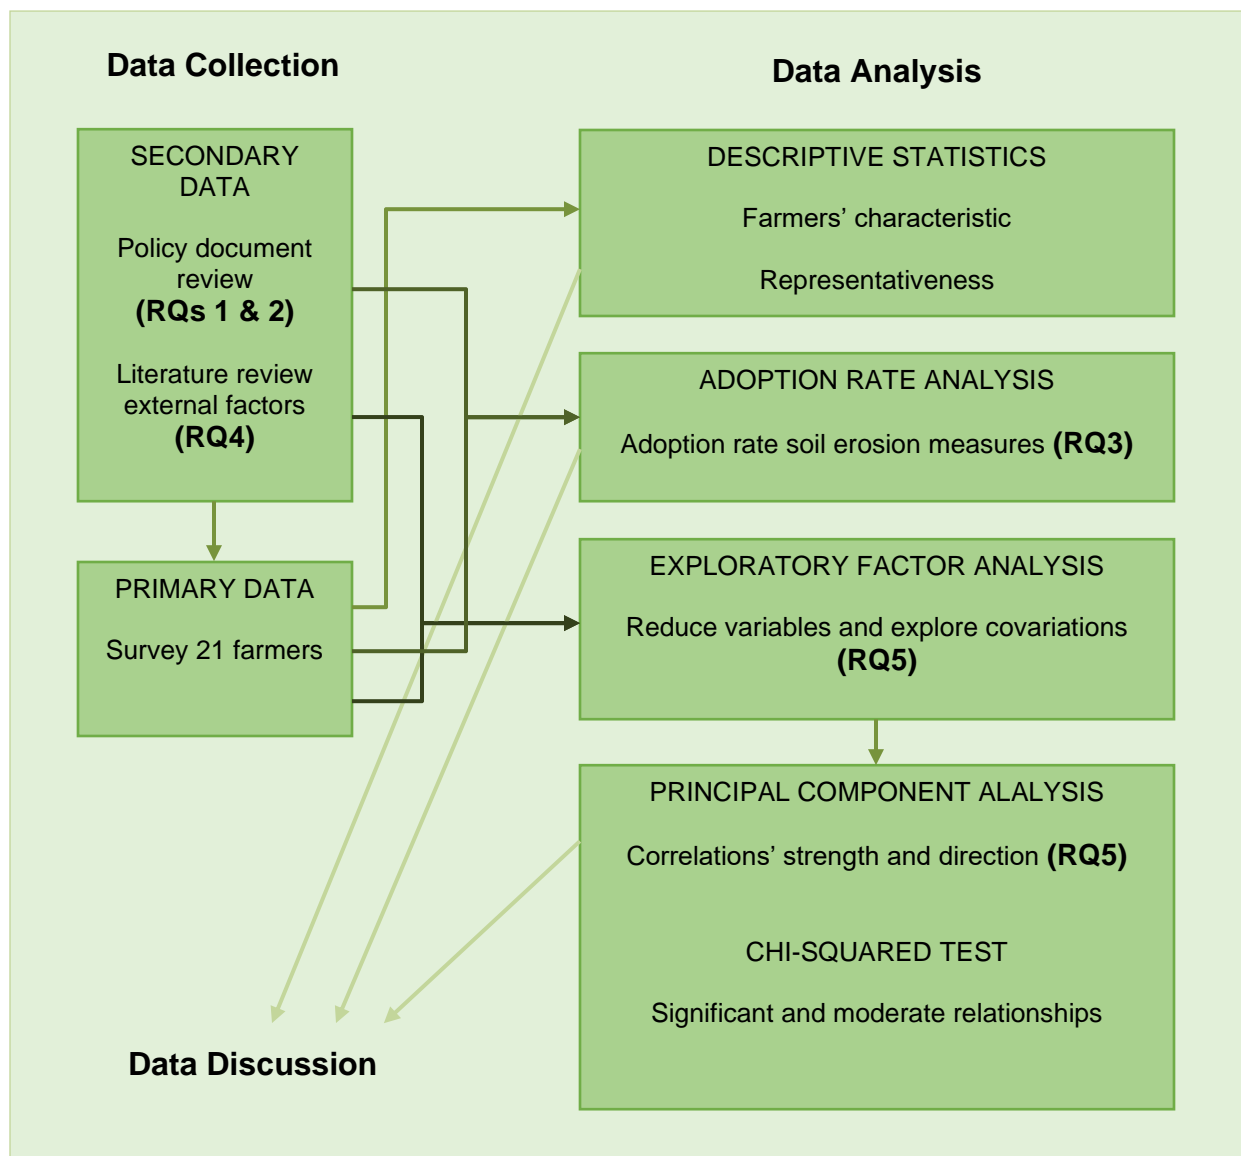 Data Collection
SECONDARY
DATA
Policy document
review
(RQs 1 & 2)
Literature review
external factors
(RQ4)
PRIMARY DATA
Survey 21 farmers
Data Analysis
DESCRIPTIVE STATISTICS
Farmers’ characteristic
Representativeness
ADOPTION RATE ANALYSIS
Adoption rate soil erosion measures (RQ3)
EXPLORATORY FACTOR ANALYSIS
Reduce variables and explore covariations
(RQ5)
PRINCIPAL COMPONENT ALALYSIS
Correlations’ strength and direction (RQ5)
CHI-SQUARED TEST
Significant and moderate relationships
Data Discussion